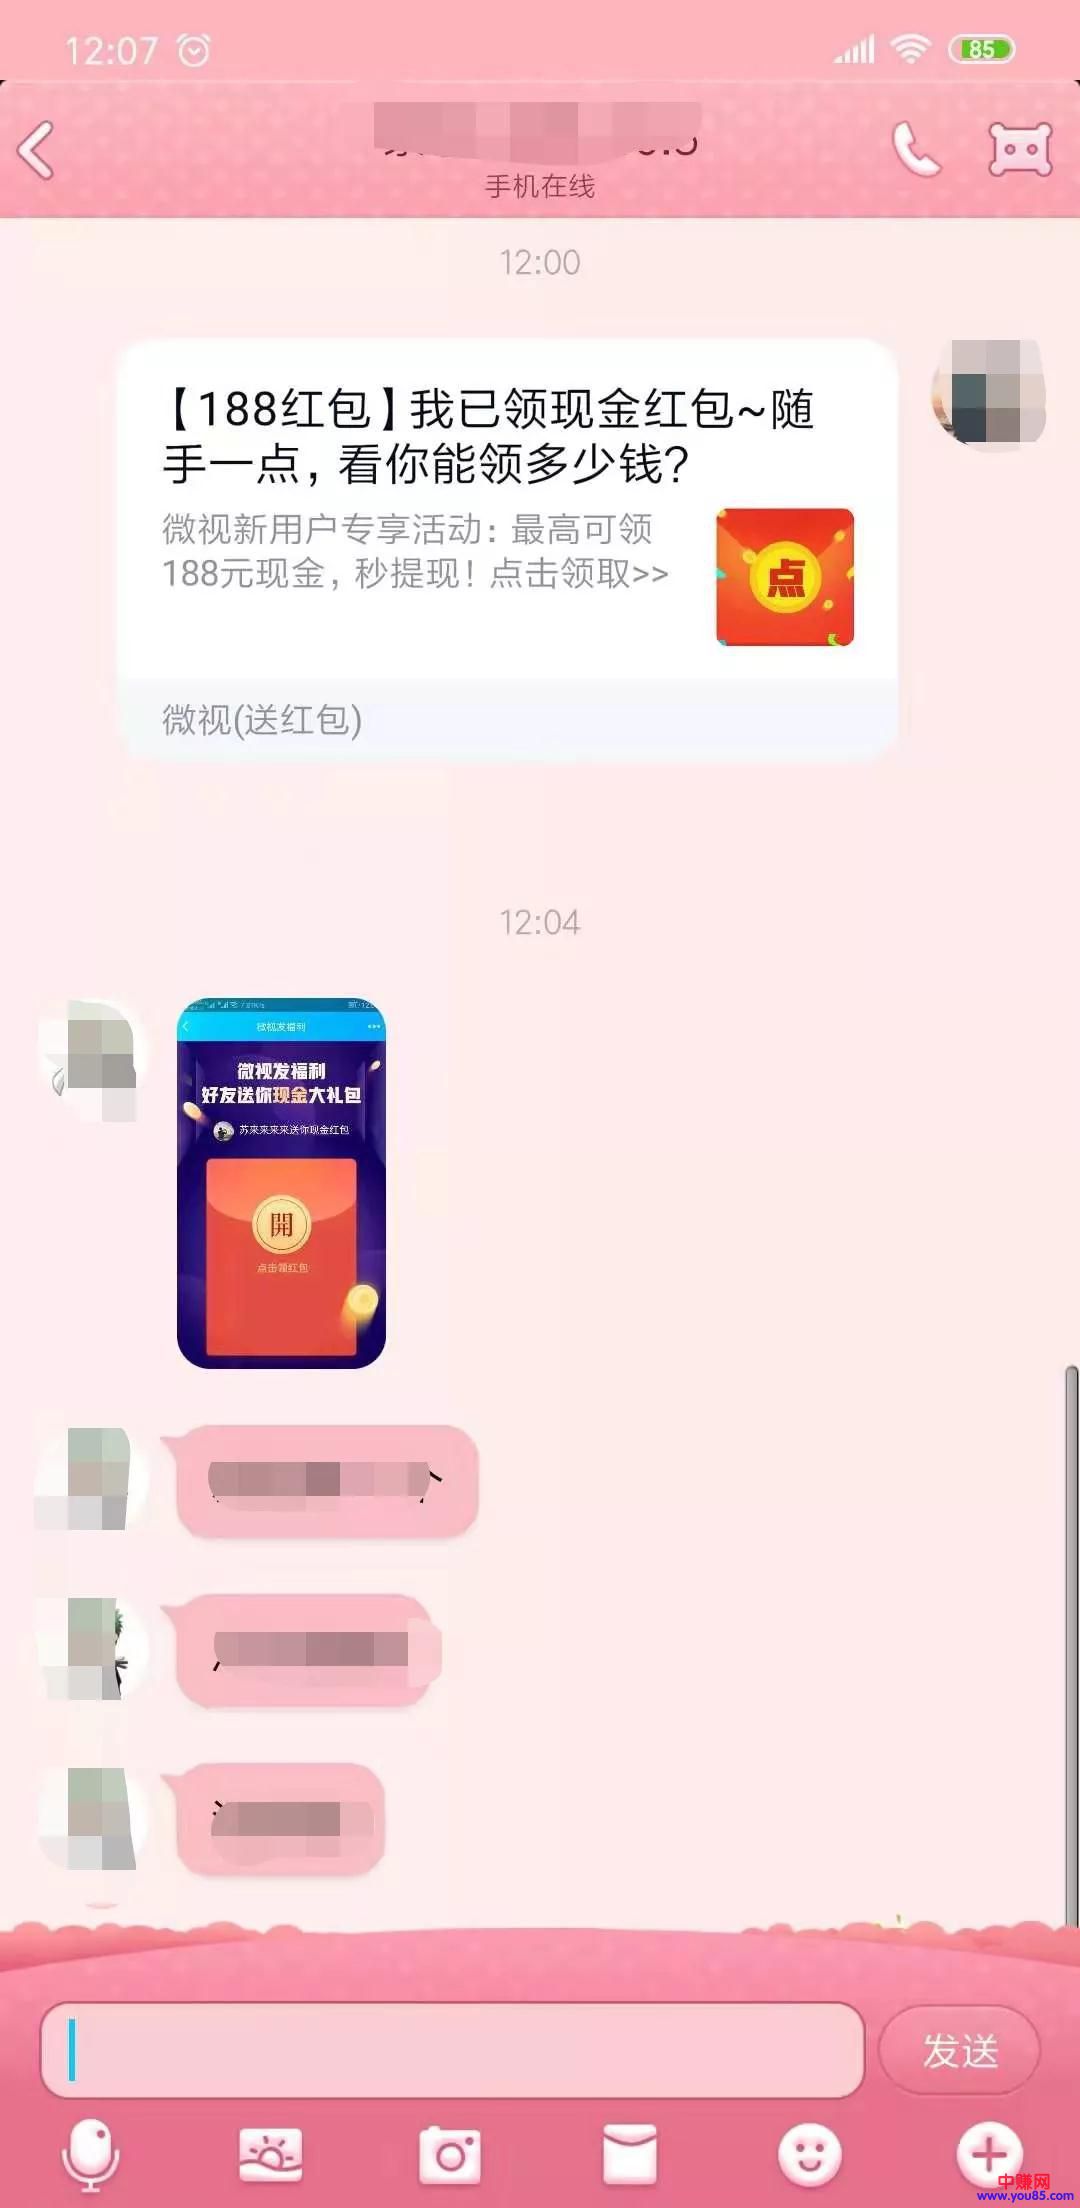 12:07
85
手机在线
12:00
【188红包】我已领现金红包~随
手一点，看你能领多少钱?
微视新用户专享活动：最高可领
188元现金，秒提现！点击领取>>
点
微视(送红包)
12:04
微视发福利
微视发福利
好友送你现金大礼包
苏来来来来送你现金红包
開
点击领红包
发送
中赚网
www.you85.com